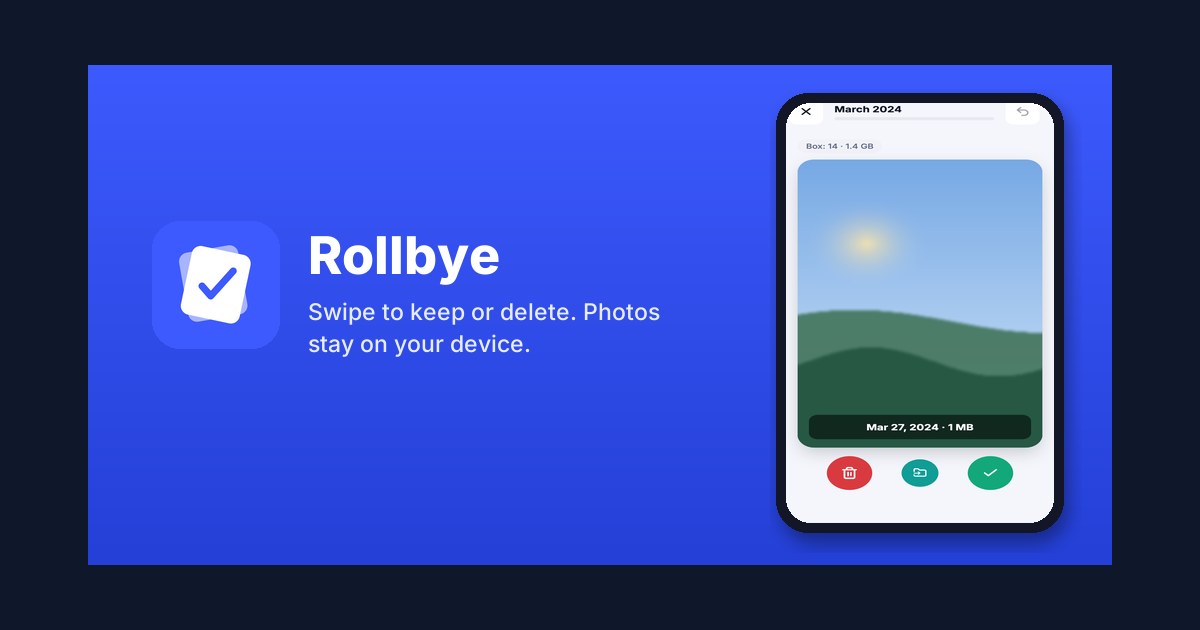 Rollbye
Swipe to keep or delete. Photos
stay on your device.
March 2024
Box: 14 · 1.4 GB
Mar 27, 2024 · 1 MB